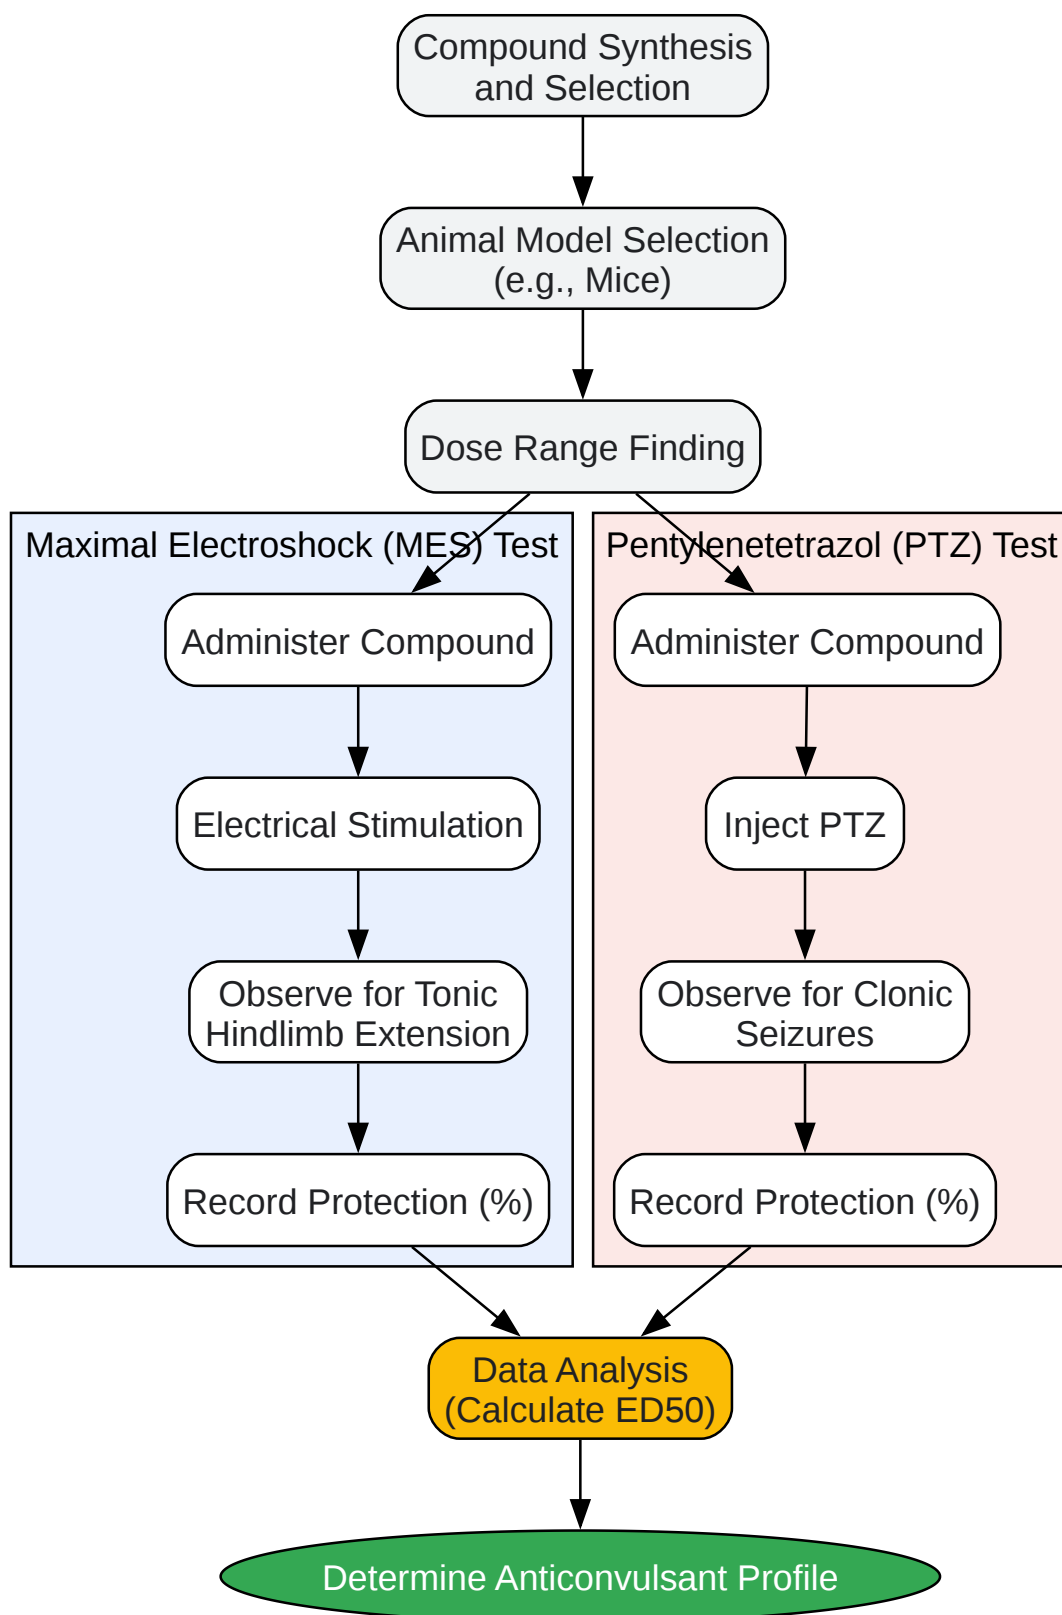 Compound Synthesis
and Selection
Animal Model Selection
(e.g., Mice)
Dose Range Finding
Maximal Electroshock (MES) Test
Administer Compound
Electrical Stimulation
Observe for Tonic
Hindlimb Extension
Record Protection (%)
Pentylenetetrazol (PTZ) Test
Administer Compound
Inject PTZ
Observe for Clonic
Seizures
Record Protection (%)
Data Analysis
(Calculate ED50)
Determine Anticonvulsant Profile